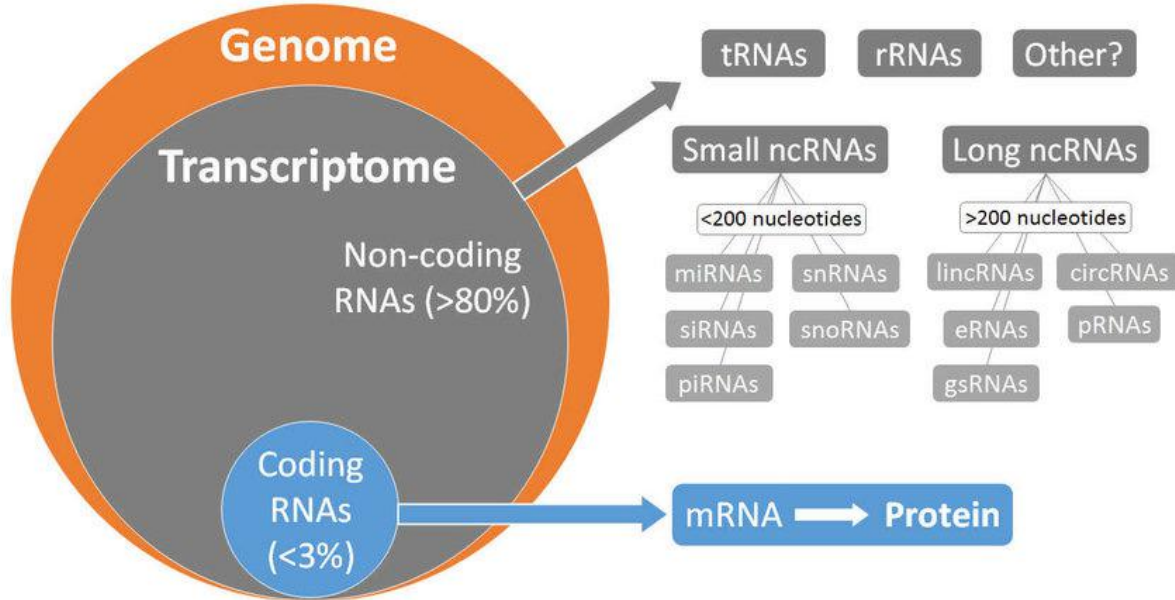 Genome
Transcriptome
Non-coding
RNAs (>80%)
Coding
RNAs
(<3%)
tRNAs
rRNAs
Other?
Small ncRNAs
<200 nucleotides
miRNAs
snRNAs
siRNAs
snoRNAs
piRNAs
Long ncRNAs
>200 nucleotides
lincRNAs
circRNAs
eRNAs
pRNAs
gsRNAs
mRNA → Protein